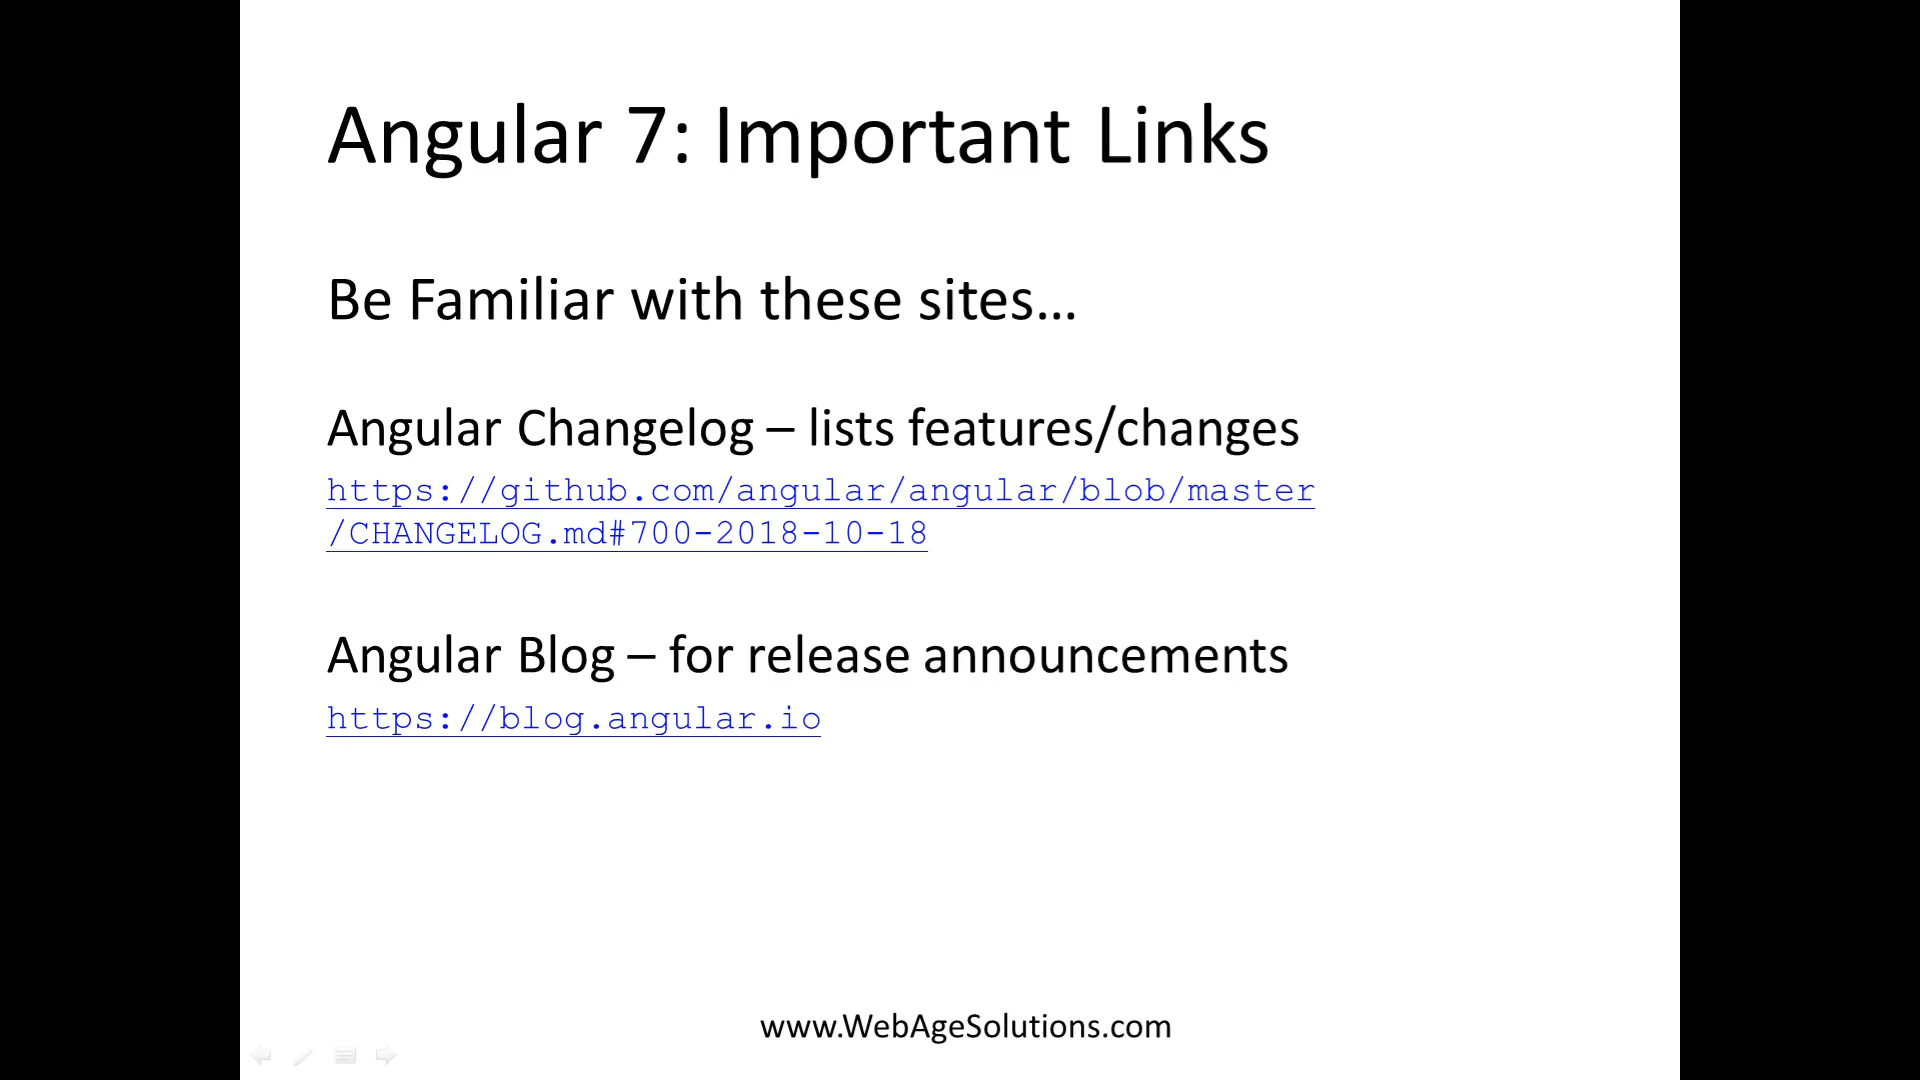 Angular 7: Important Links
Be Familiar with these sites…
Angular Changelog – lists features/changes
https://github.com/angular/angular/blob/master
/CHANGELOG.md#700-2018-10-18
Angular Blog – for release announcements
https://blog.angular.io
www.WebAgeSolutions.com